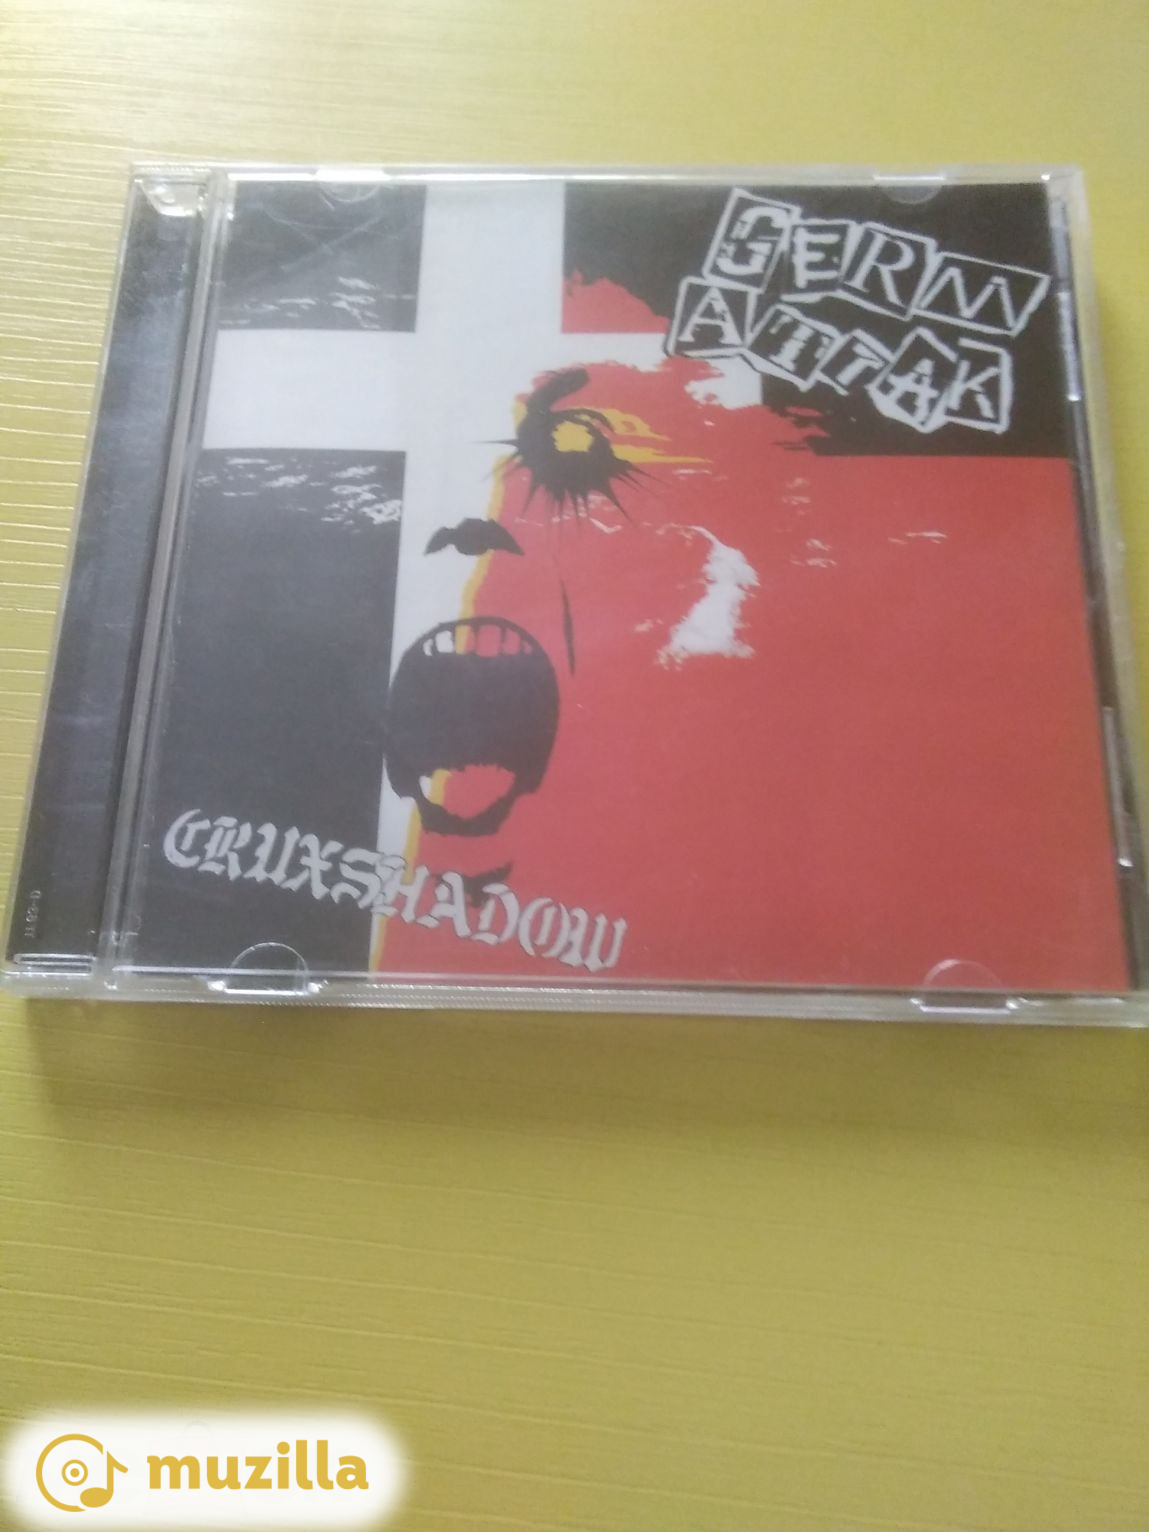 GERM
ATTAK
CRUXSHADOW
muzilla